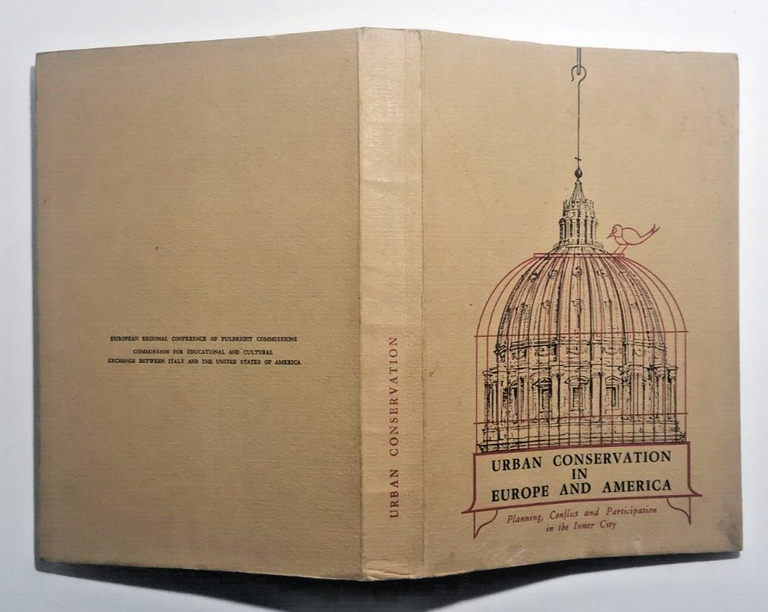 EUROPEAN REGIONAL CONFERENCE OF FULBRIGHT COMMISSIONS
COMMISSION FOR EDUCATIONAL AND CULTURAL
EXCHANGE BETWEEN ITALY AND THE UNITED STATES OF AMERICA
URBAN CONSERVATION
URBAN CONSERVATION
IN
EUROPE AND AMERICA
Planning, Conflict and Participation
in the Inner City